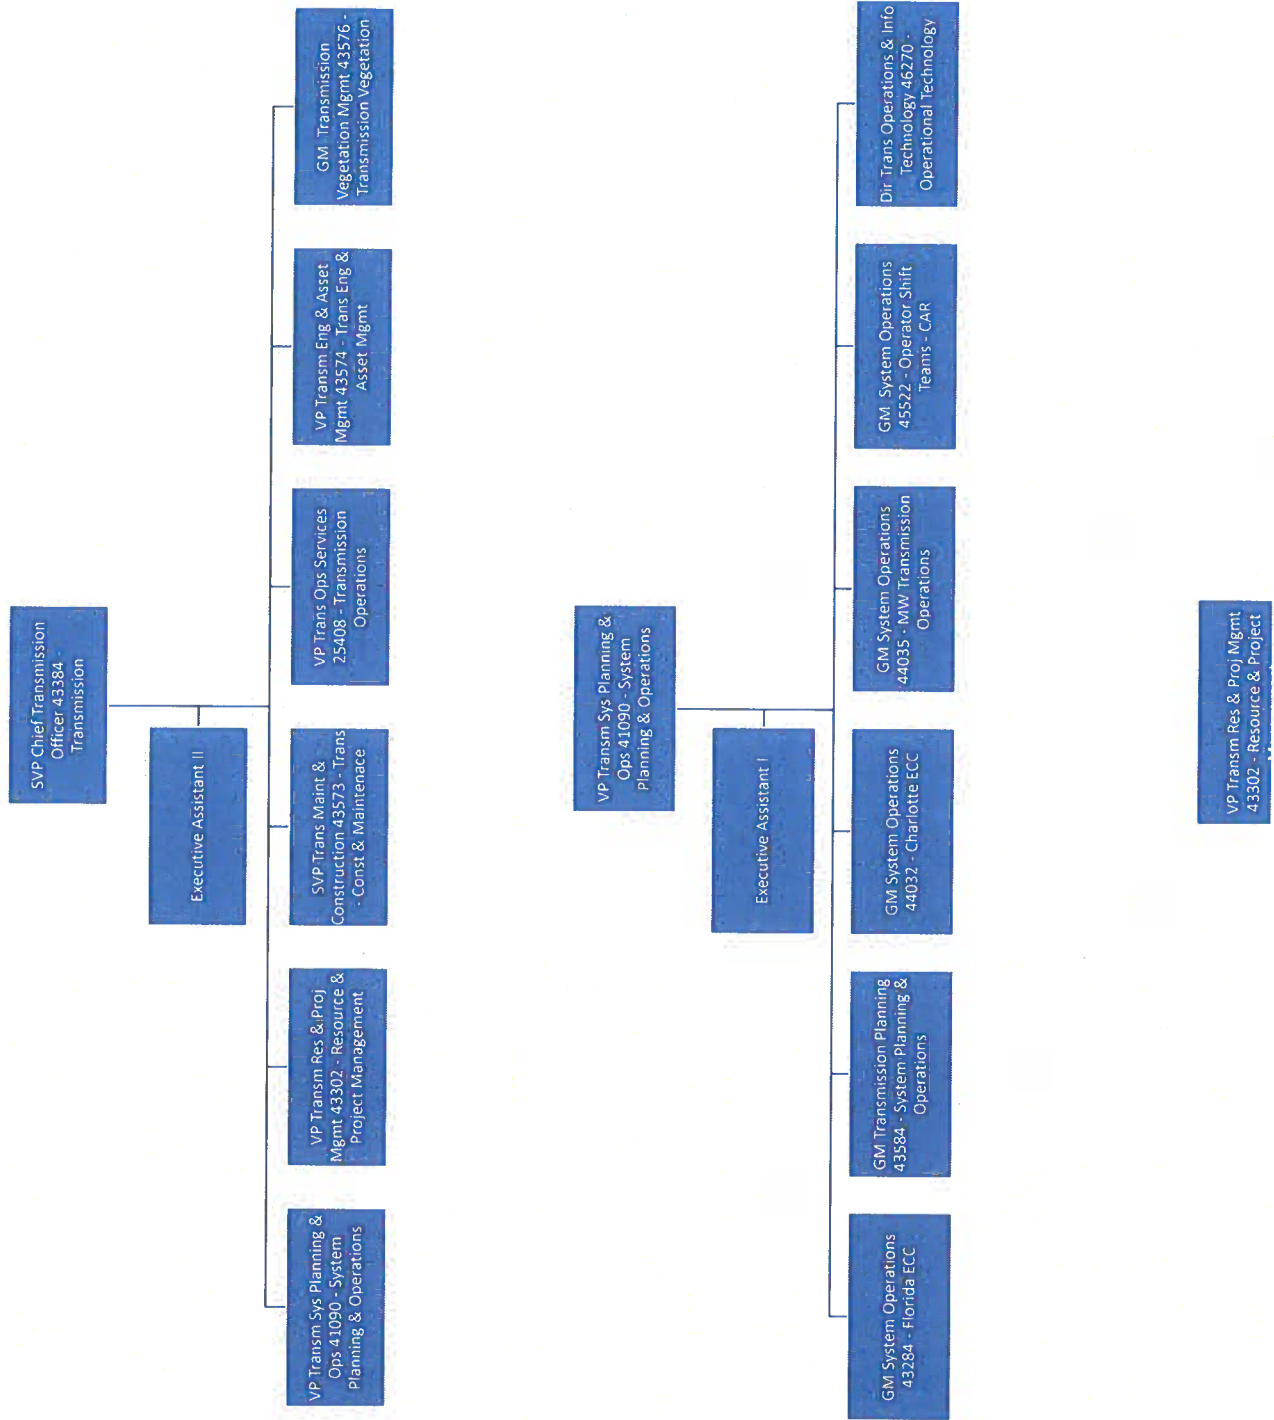 SVP Chief Transmission
Officer 43384 -
Transmission
Executive Assistant II
VP Transm Sys Planning &
Ops 41090 - System
Planning & Operations
VP Transm Res & Proj
Mgmt 43302 - Resource &
Project Management
SVP Trans Maint &
Construction 43573 - Trans
- Const & Maintenace
VP Trans Ops Services
25408 - Transmission
Operations
VP Transm Eng & Asset
Mgmt 43574 - Trans Eng &
Asset Mgmt
GM Transmission
Vegetation Mgmt 43576 -
Transmission Vegetation
VP Transm Sys Planning &
Ops 41090 - System
Planning & Operations
Executive Assistant I
GM System Operations
43284 - Florida ECC
GM Transmission Planning
43584 - System Planning &
Operations
GM System Operations
44032 - Charlotte ECC
GM System Operations
44035 - MW Transmission
Operations
GM System Operations
45522 - Operator Shift
Teams - CAR
Dir Trans Operations & Info
Technology 46270 -
Operational Technology
VP Transm Res & Proj Mgmt
43302 - Resource & Project